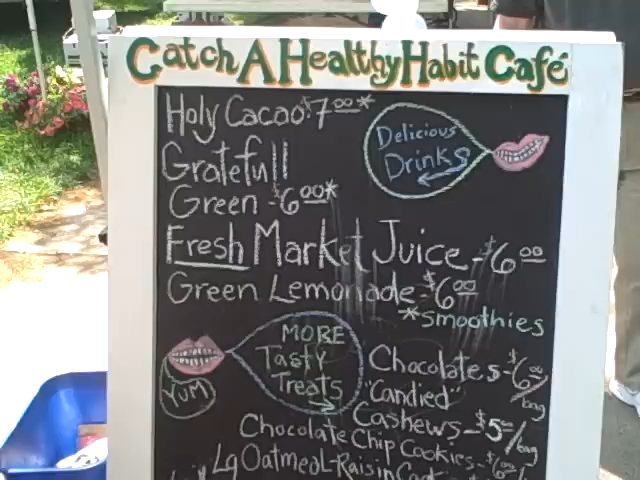 Catch A Healthy Habit Café
Holy Cacao $7.00*
Delicious
Drinks
Gratefull
Green - $6.00*
Fresh Market Juice - $6.00
Green Lemonade - $6.00
*smoothies
MORE
Tasty
Treats
YUM
Chocolates - $6.00/bag
"Candied"
Cashews - $5.00/bag
Chocolate Chip Cookies - $6.00/
Lg Oatmeal-Raisin